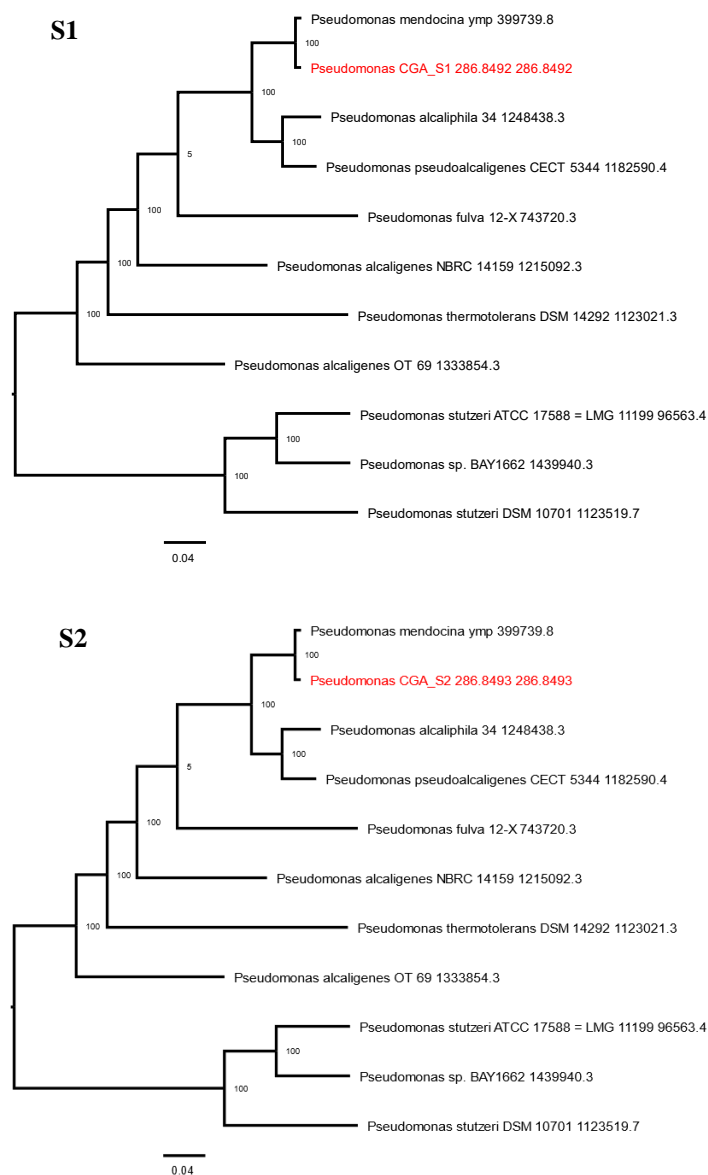 S1
Pseudomonas mendocina ymp 399739.8
100
Pseudomonas CGA_S1 286.8492 286.8492
100
Pseudomonas alcaliphila 34 1248438.3
100
5
Pseudomonas pseudoalcaligenes CECT 5344 1182590.4
100
Pseudomonas fulva 12-X 743720.3
100
Pseudomonas alcaligenes NBRC 14159 1215092.3
100
Pseudomonas thermotolerans DSM 14292 1123021.3
Pseudomonas alcaligenes OT 69 1333854.3
Pseudomonas stutzeri ATCC 17588 = LMG 11199 96563.4
100
Pseudomonas sp. BAY1662 1439940.3
100
Pseudomonas stutzeri DSM 10701 1123519.7
0.04
S2
Pseudomonas mendocina ymp 399739.8
100
Pseudomonas CGA_S2 286.8493 286.8493
100
Pseudomonas alcaliphila 34 1248438.3
100
5
Pseudomonas pseudoalcaligenes CECT 5344 1182590.4
100
Pseudomonas fulva 12-X 743720.3
100
Pseudomonas alcaligenes NBRC 14159 1215092.3
100
Pseudomonas thermotolerans DSM 14292 1123021.3
Pseudomonas alcaligenes OT 69 1333854.3
Pseudomonas stutzeri ATCC 17588 = LMG 11199 96563.4
100
Pseudomonas sp. BAY1662 1439940.3
100
Pseudomonas stutzeri DSM 10701 1123519.7
0.04